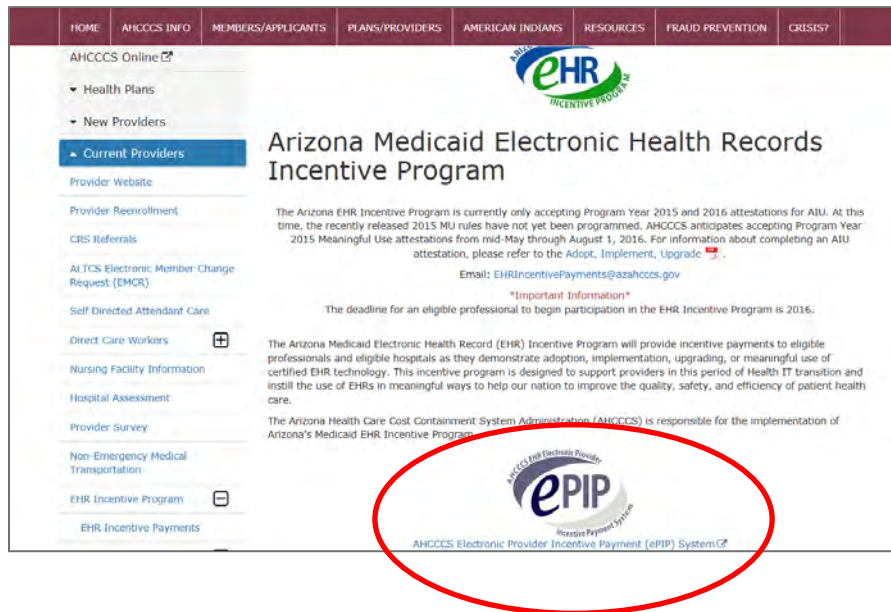 HOME AHCCCS INFO MEMBERS/APPLICANTS PLANS/PROVIDERS AMERICAN INDIANS RESOURCES FRAUD PREVENTION CRISIS?
AHCCCS Online
Health Plans
New Providers
Current Providers
Provider Website
Provider Reenrollment
CRS Referrals
ALTCS Electronic Member Change
Request (EMCR)
Self Directed Attendant Care
Direct Care Workers
Nursing Facility Information
Hospital Assessment
Provider Survey
Non-Emergency Medical
Transportation
EHR Incentive Program
EHR Incentive Payments
eHR
INCENTIVE PROGRAM
Arizona Medicaid Electronic Health Records
Incentive Program
The Arizona EHR Incentive Program is currently only accepting Program Year 2015 and 2016 attestations for AIU. At this
time, the recently released 2015 MU rules have not yet been programmed. AHCCCS anticipates accepting Program Year
2015 Meaningful Use attestations from mid-May through August 1, 2016. For information about completing an AIU
attestation, please refer to the Adopt, Implement, Upgrade .
Email: EHRIncentivePayments@azahcccs.gov
*Important Information*
The deadline for an eligible professional to begin participation in the EHR Incentive Program is 2016.
The Arizona Medicaid Electronic Health Record (EHR) Incentive Program will provide incentive payments to eligible
professionals and eligible hospitals as they demonstrate adoption, implementation, upgrading, or meaningful use of
certified EHR technology. This incentive program is designed to support providers in this period of Health IT transition and
instill the use of EHRs in meaningful ways to help our nation to improve the quality, safety, and efficiency of patient health
care.
The Arizona Health Care Cost Containment System Administration (AHCCCS) is responsible for the implementation of
Arizona's Medicaid EHR Incentive Program
AHCCCS EHR Electronic Provider
ePIP
Incentive Payment System
AHCCCS Electronic Provider Incentive Payment (ePIP) System